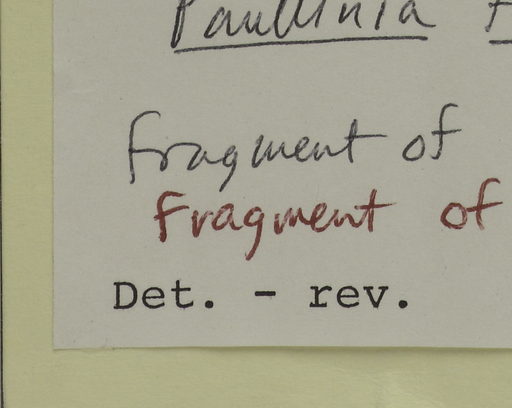 Paullinia
fragment of
Fragment of
Det. - rev.